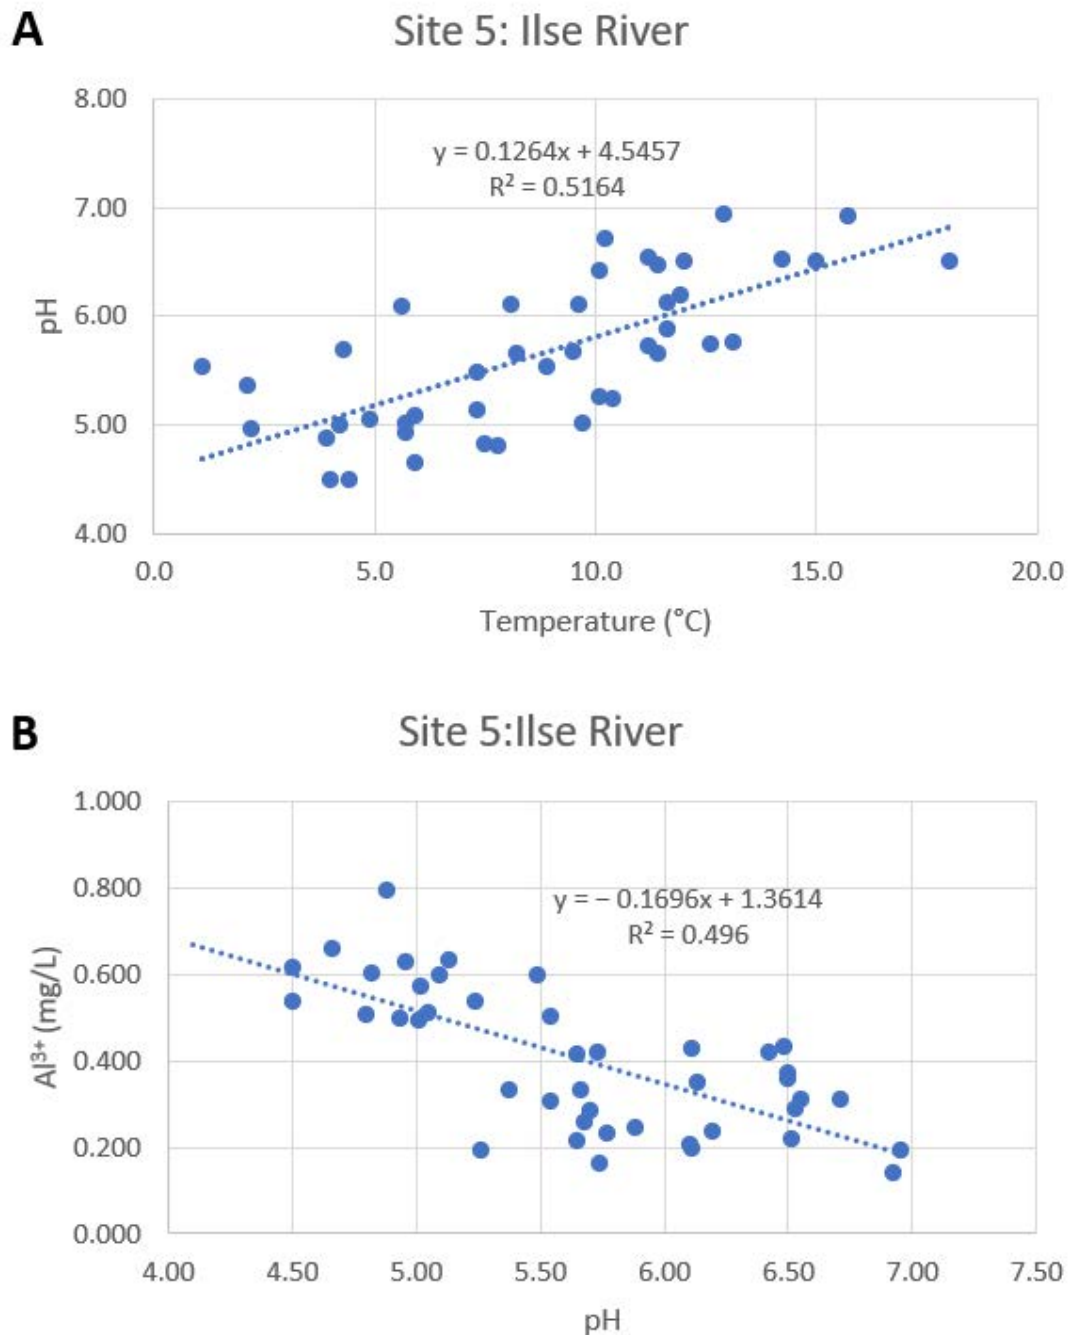 A
Site 5: Ilse River
8.00
y = 0.1264x + 4.5457
R² = 0.5164
7.00
6.00
pH
5.00
4.00
0.0 5.0 10.0 15.0 20.0
Temperature (°C)
B
Site 5:Ilse River
1.000
0.800
y = − 0.1696x + 1.3614
R² = 0.496
0.600
Al³⁺ (mg/L)
0.400
0.200
0.000
4.00 4.50 5.00 5.50 6.00 6.50 7.00 7.50
pH